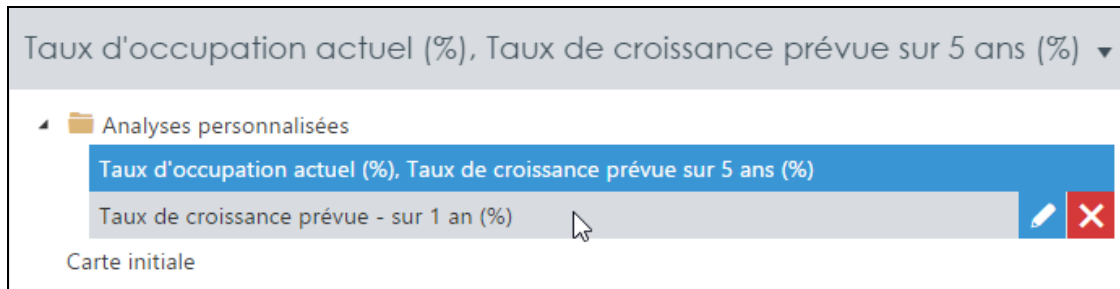 Taux d'occupation actuel (%), Taux de croissance prévue sur 5 ans (%)
Analyses personnalisées
Taux d'occupation actuel (%), Taux de croissance prévue sur 5 ans (%)
Taux de croissance prévue - sur 1 an (%)
Carte initiale